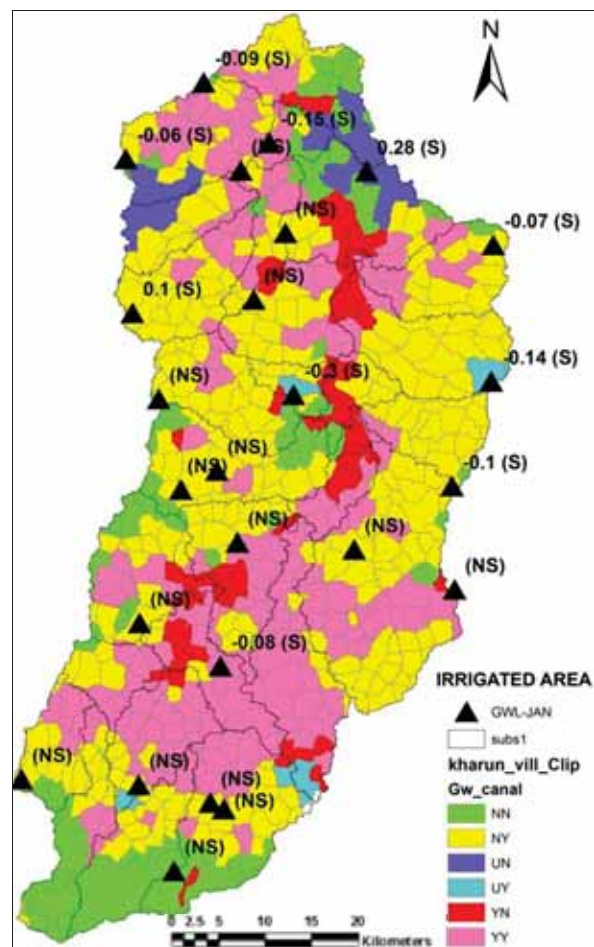 N
-0.09 (S)
-0.15 (S)
-0.06 (S)
(NS)
0.28 (S)
(NS)
-0.07 (S)
(NS)
0.1 (S)
-0.14 (S)
-0.3 (S)
(NS)
(NS)
(NS)
-0.1 (S)
(NS)
(NS)
(NS)
(NS)
-0.08 (S)
IRRIGATED AREA
GWL-JAN
subs1
kharun_vill_Clip
Gw_canal
NN
NY
UN
UY
YN
YY
(NS)
(NS)
(NS)
(NS)
(NS)
0 2.5 5 10 15 20
Kilometers